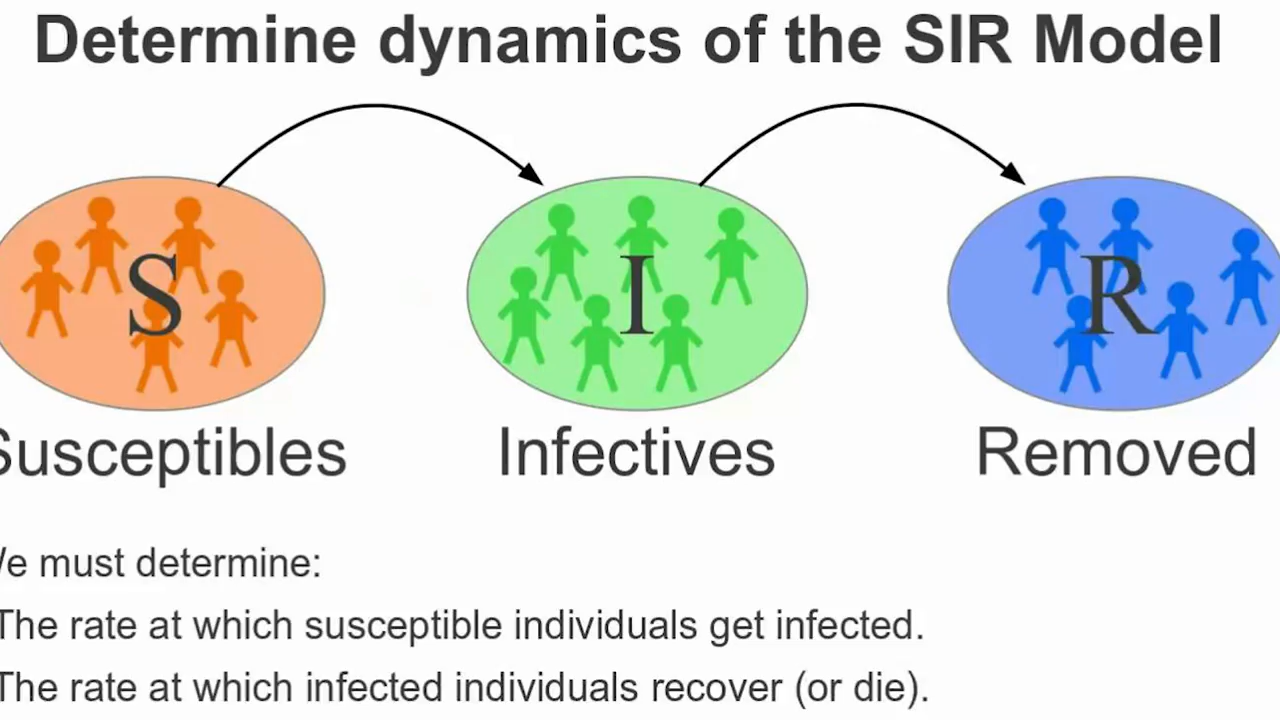 Determine dynamics of the SIR Model
S I R
Susceptibles Infectives Removed
We must determine:
The rate at which susceptible individuals get infected.
The rate at which infected individuals recover (or die).